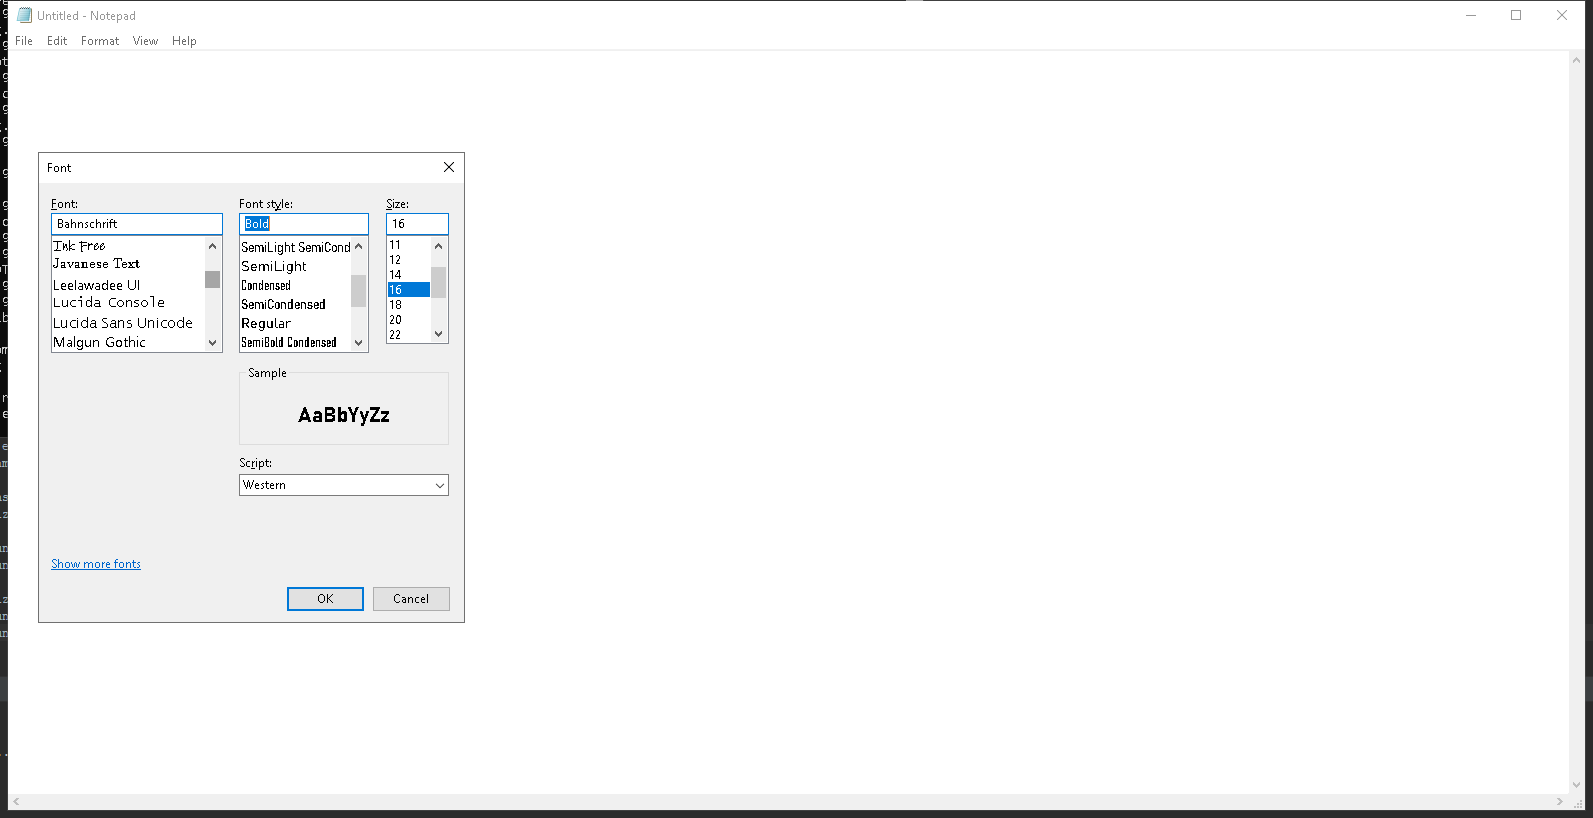 Untitled - Notepad
File Edit Format View Help
Font
Font: Font style: Size:
Bahnschrift Bold 16
Ink Free
Javanese Text
Leelawadee UI
Lucida Console
Lucida Sans Unicode
Malgun Gothic
SemiLight SemiCond
SemiLight
Condensed
SemiCondensed
Regular
SemiBold Condensed
11
12
14
16
18
20
22
Sample
AaBbYyZz
Script:
Western
Show more fonts
OK Cancel